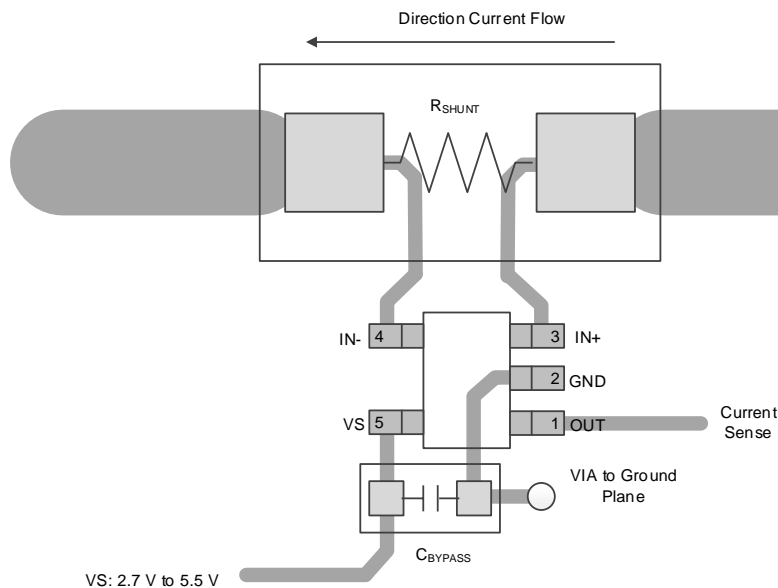 Direction Current Flow
RSHUNT
IN- 4 3 IN+
2 GND
VS 5 1 OUT
Current
Sense
VIA to Ground
Plane
CBYPASS
VS: 2.7 V to 5.5 V